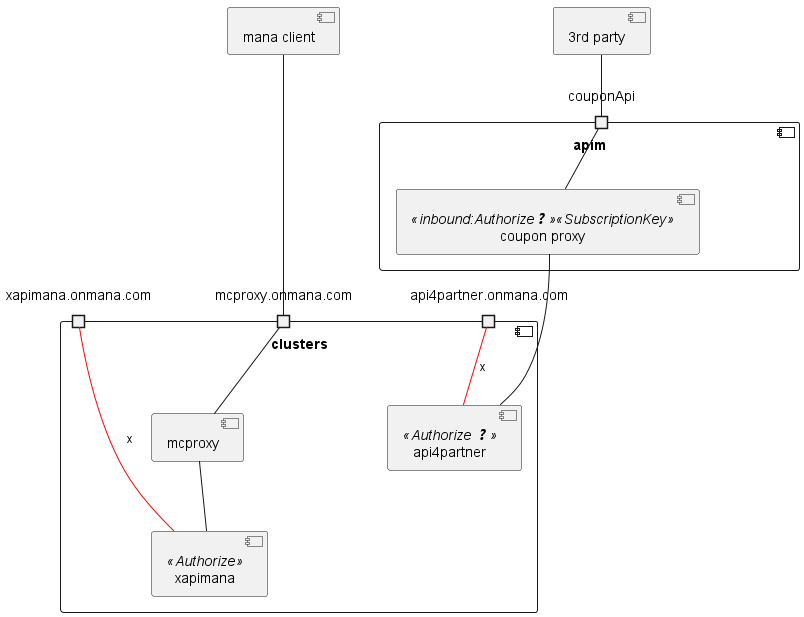 mana client
3rd party
couponApi
apim
«inbound:Authorize ? »«SubscriptionKey»
coupon proxy
xapimana.onmana.com
mcproxy.onmana.com
api4partner.onmana.com
clusters
x
x
mcproxy
«Authorize ? »
api4partner
«Authorize»
xapimana